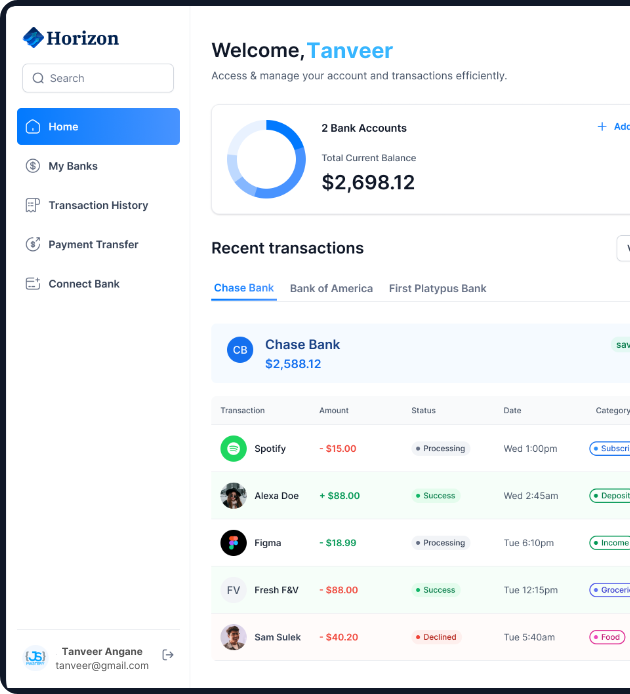 Horizon
Search
Home
My Banks
Transaction History
Payment Transfer
Connect Bank
Tanveer Angane
tanveer@gmail.com
Welcome, Tanveer
Access & manage your account and transactions efficiently.
2 Bank Accounts
Total Current Balance
$2,698.12
+ Add
Recent transactions
Chase Bank Bank of America First Platypus Bank
CB
Chase Bank
$2,588.12
sav
Transaction Amount Status Date Category
Spotify - $15.00 Processing Wed 1:00pm Subscri
Alexa Doe + $88.00 Success Wed 2:45am Deposit
Figma - $18.99 Processing Tue 6:10pm Income
FV Fresh F&V - $88.00 Success Tue 12:15pm Groceri
Sam Sulek - $40.20 Declined Tue 5:40am Food